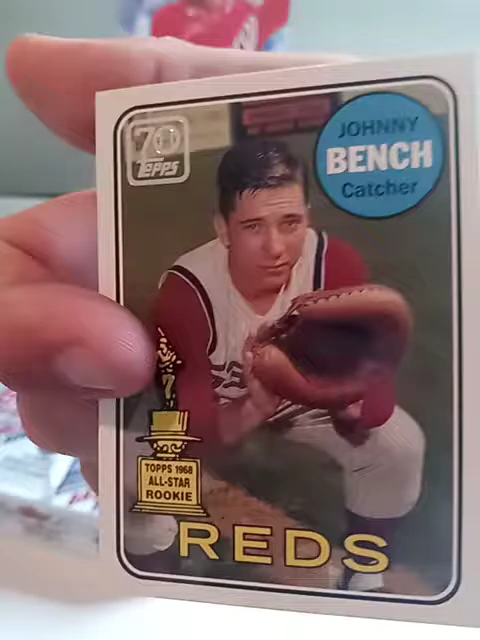 70
TOPPS
JOHNNY
BENCH
Catcher
TOPPS 1968
ALL-STAR
ROOKIE
REDS